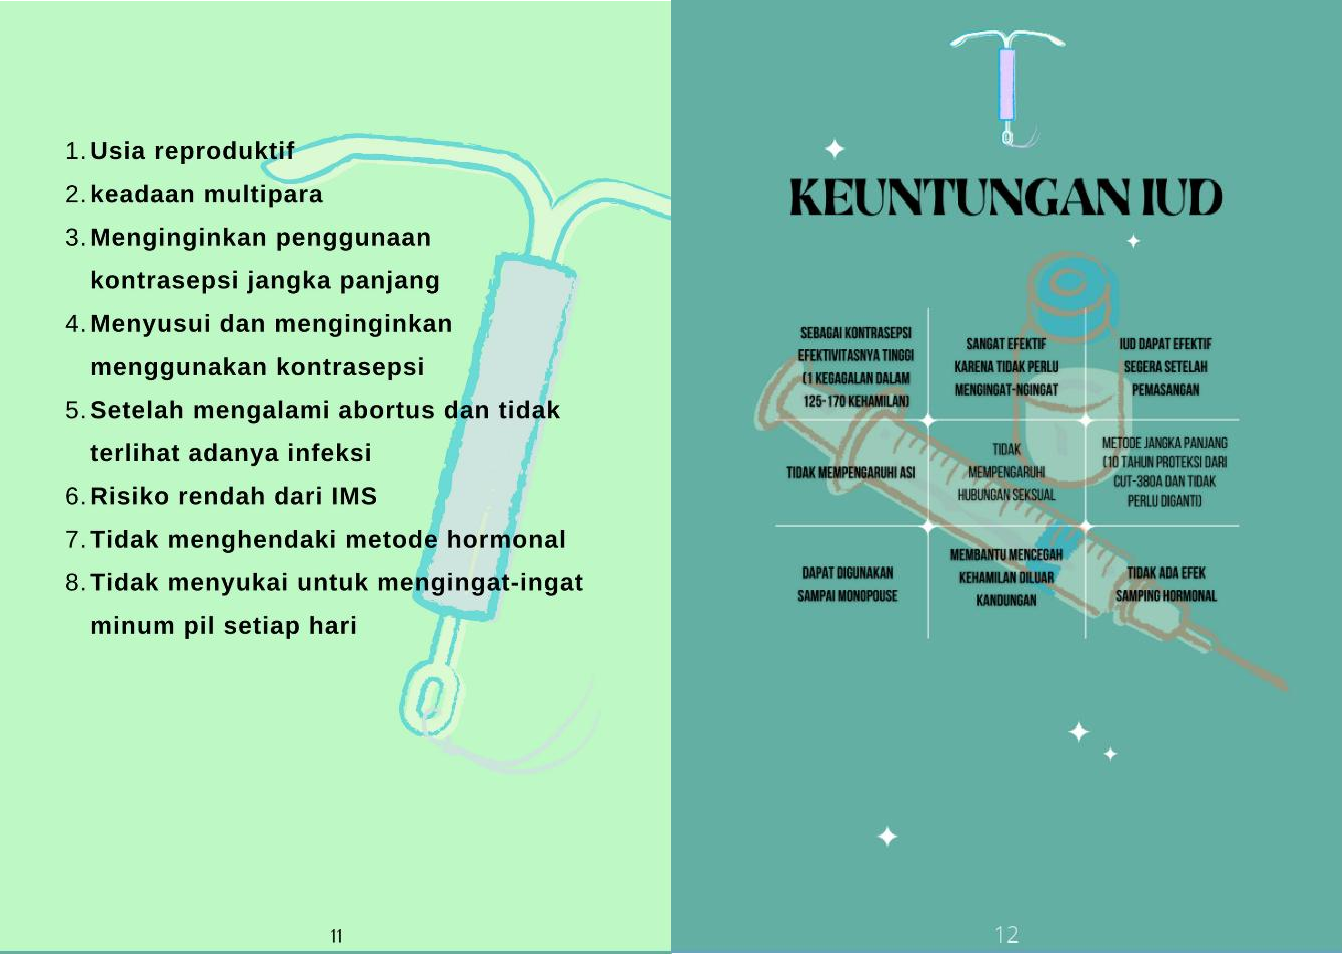 1. Usia reproduktif
2. keadaan multipara
3. Menginginkan penggunaan
kontrasepsi jangka panjang
4. Menyusui dan menginginkan
menggunakan kontrasepsi
5. Setelah mengalami abortus dan tidak
terlihat adanya infeksi
6. Risiko rendah dari IMS
7. Tidak menghendaki metode hormonal
8. Tidak menyukai untuk mengingat-ingat
minum pil setiap hari
11
KEUNTUNGAN IUD
SEBAGAI KONTRASEPSI
EFEKTIVITASNYA TINGGI
(1 KEGAGALAN DALAM
125-170 KEHAMILAN)
SANGAT EFEKTIF
KARENA TIDAK PERLU
MENGINGAT-NGINGAT
IUD DAPAT EFEKTIF
SEGERA SETELAH
PEMASANGAN
TIDAK MEMPENGARUHI ASI
TIDAK
MEMPENGARUHI
HUBUNGAN SEKSUAL
METODE JANGKA PANJANG
(10 TAHUN PROTEKSI DARI
CUT-380A DAN TIDAK
PERLU DIGANTI)
DAPAT DIGUNAKAN
SAMPAI MONOPOUSE
MEMBANTU MENCEGAH
KEHAMILAN DILUAR
KANDUNGAN
TIDAK ADA EFEK
SAMPING HORMONAL
12